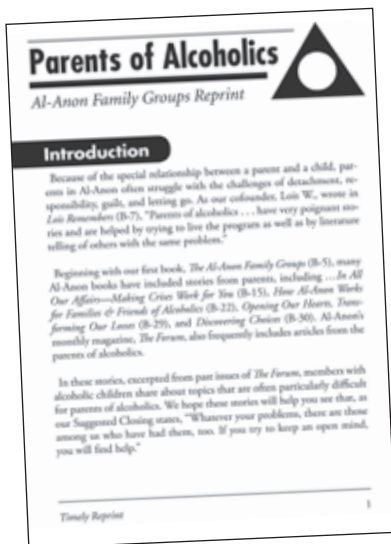 Parents of Alcoholics
Al-Anon Family Groups Reprint
Introduction
Because of the special relationship between a parent and a child, par-
ents in Al-Anon often struggle with the challenges of detachment, re-
sponsibility, guilt, and letting go. As our cofounder, Lois W., wrote in
Lois Remembers (B-7), "Parents of alcoholics . . . have very poignant sto-
ries and are helped by trying to live the program as well as by literature
telling of others with the same problem."
Beginning with our first book, The Al-Anon Family Groups (B-5), many
Al-Anon books have included stories from parents, including …In All
Our Affairs—Making Crises Work for You (B-15), How Al-Anon Works
for Families & Friends of Alcoholics (B-22), Opening Our Hearts, Trans-
forming Our Losses (B-29), and Discovering Choices (B-30). Al-Anon's
monthly magazine, The Forum, also frequently includes articles from the
parents of alcoholics.
In these stories, excerpted from past issues of The Forum, members with
alcoholic children share about topics that are often particularly difficult
for parents of alcoholics. We hope these stories will help you see that, as
our Suggested Closing states, "Whatever your problems, there are those
among us who have had them, too. If you try to keep an open mind,
you will find help."
Timely Reprint
1